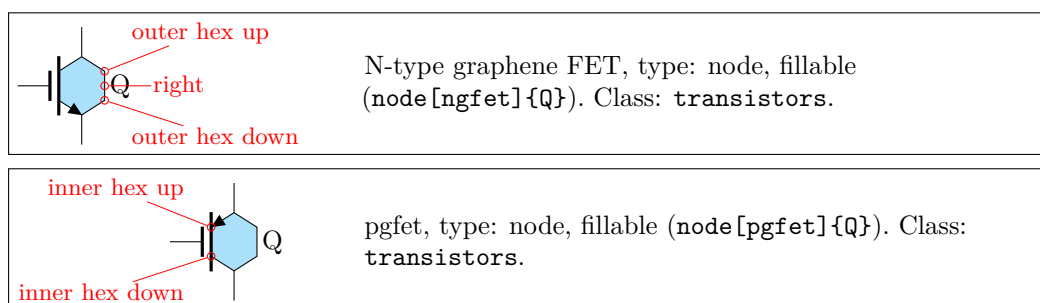 outer hex up
Q
right
outer hex down
N-type graphene FET, type: node, fillable
(node[ngfet]{Q}). Class: transistors.
inner hex up
Q
inner hex down
pgfet, type: node, fillable (node[pgfet]{Q}). Class:
transistors.